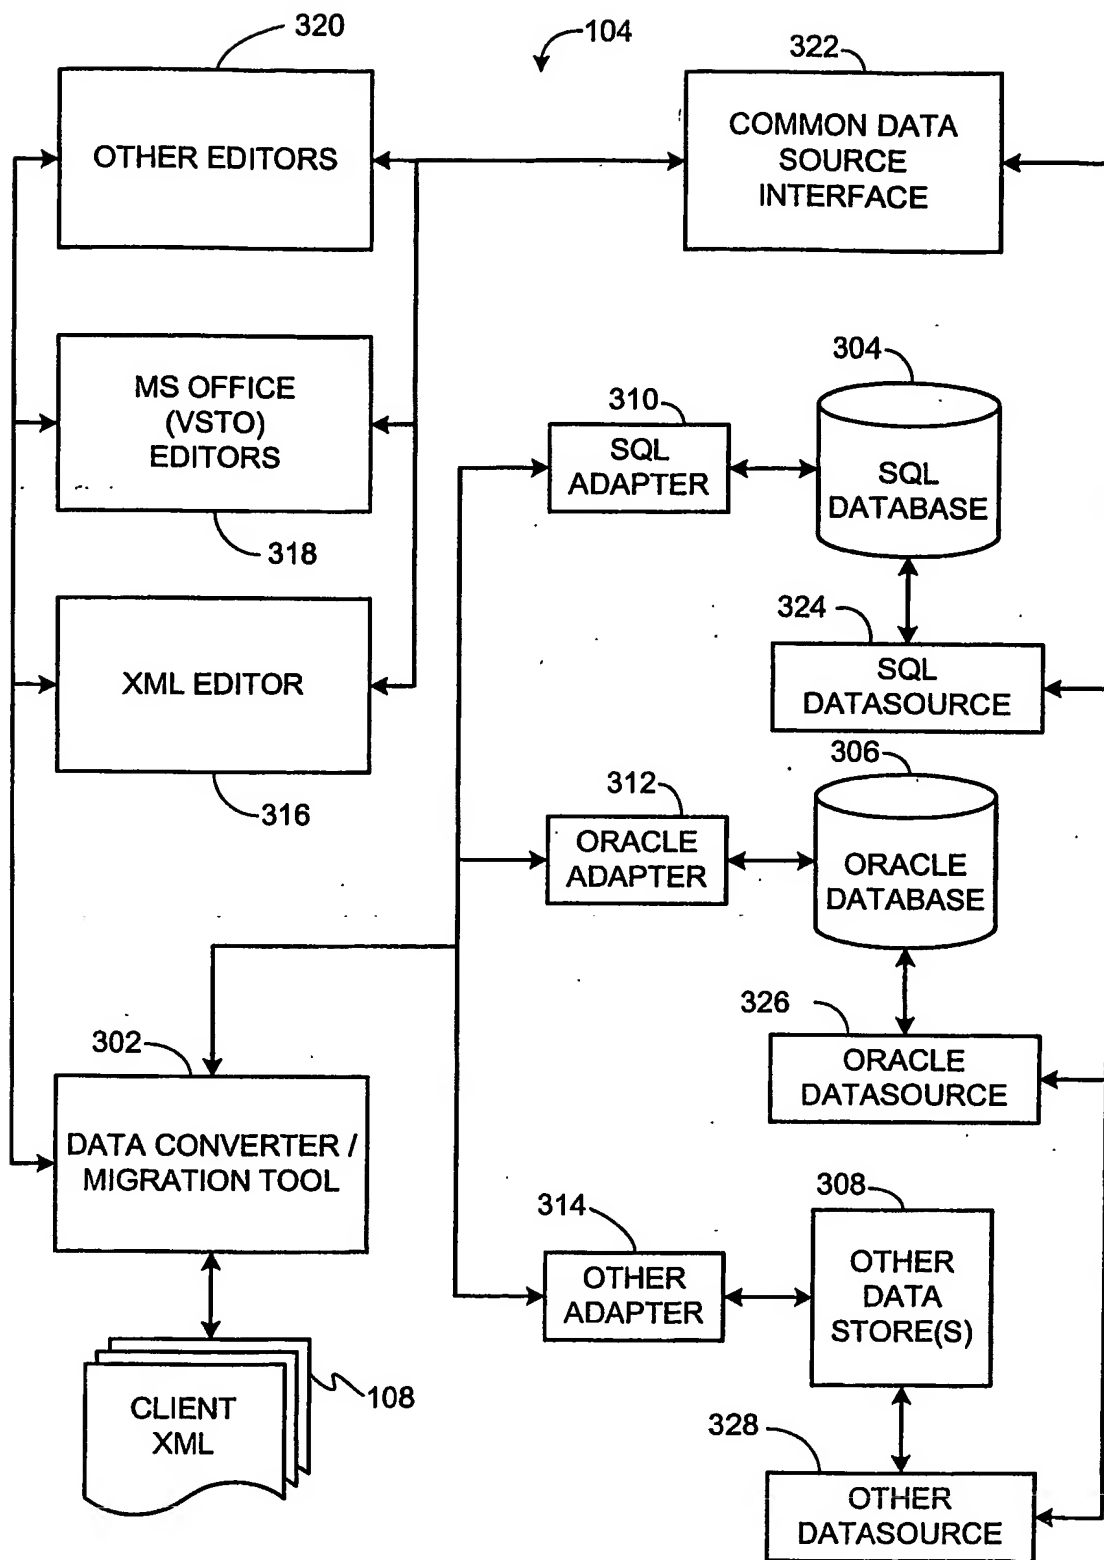 320
104
322
OTHER EDITORS
COMMON DATA
SOURCE
INTERFACE
MS OFFICE
(VSTO)
EDITORS
318
310
SQL
ADAPTER
304
SQL
DATABASE
324
SQL
DATASOURCE
XML EDITOR
316
312
ORACLE
ADAPTER
306
ORACLE
DATABASE
326
ORACLE
DATASOURCE
302
DATA CONVERTER /
MIGRATION TOOL
314
OTHER
ADAPTER
308
OTHER
DATA
STORE(S)
CLIENT
XML
108
328
OTHER
DATASOURCE